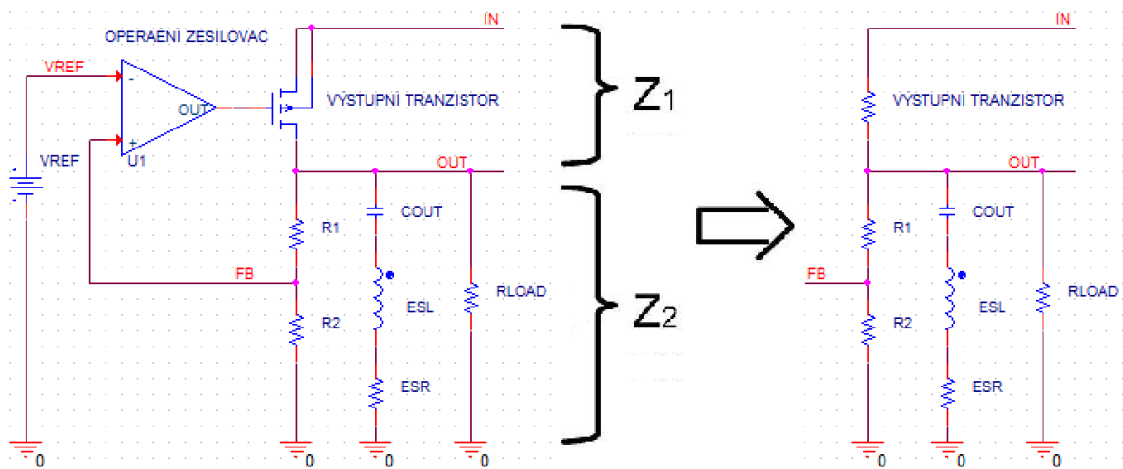 IN
OPERAËNÍ ZESILOVAC
VREF
-
OUT
VÝSTUPNÍ TRANZISTOR
+
U1
VREF
OUT
COUT
R1
FB
ESL
RLOAD
R2
ESR
0
0
0
0
Z1
Z2
IN
VÝSTUPNÍ TRANZISTOR
OUT
COUT
R1
FB
ESL
RLOAD
R2
ESR
0
0
0